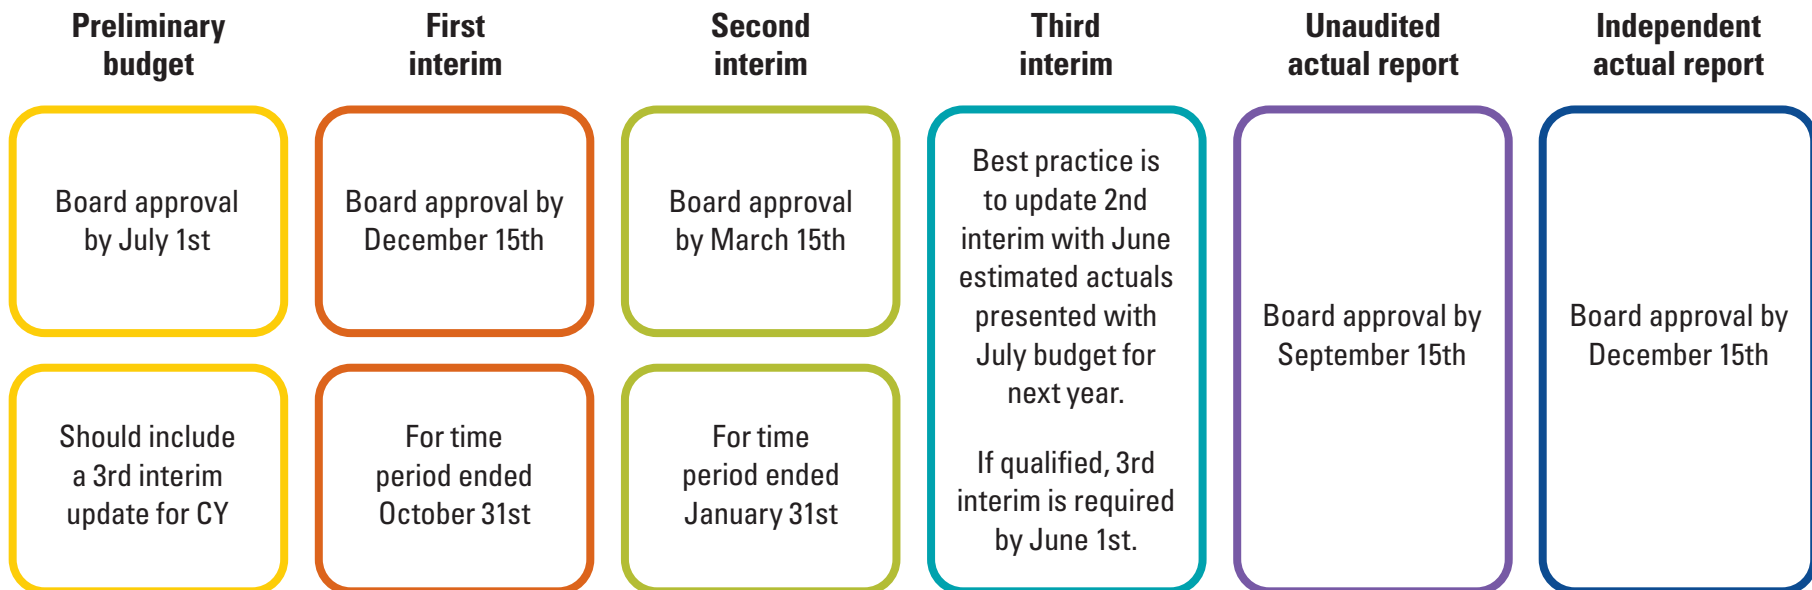 Preliminary
budget
First
interim
Second
interim
Third
interim
Unaudited
actual report
Independent
actual report
Board approval
by July 1st
Should include
a 3rd interim
update for CY
Board approval by
December 15th
For time
period ended
October 31st
Board approval
by March 15th
For time
period ended
January 31st
Best practice is
to update 2nd
interim with June
estimated actuals
presented with
July budget for
next year.
If qualified, 3rd
interim is required
by June 1st.
Board approval by
September 15th
Board approval by
December 15th